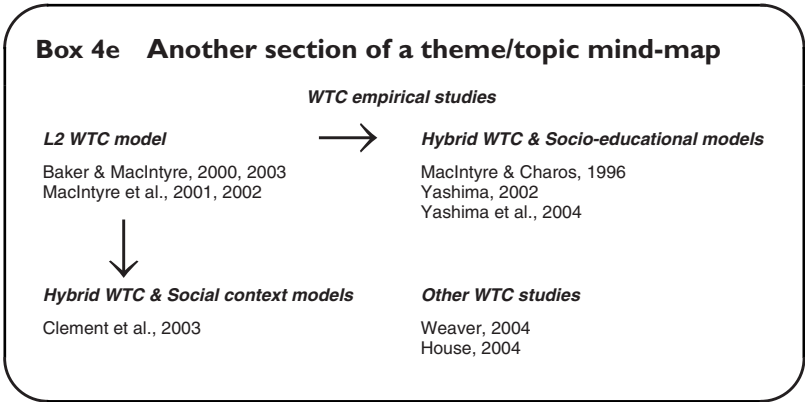 Box 4e Another section of a theme/topic mind-map
WTC empirical studies
L2 WTC model
Baker & MacIntyre, 2000, 2003
MacIntyre et al., 2001, 2002
Hybrid WTC & Socio-educational models
MacIntyre & Charos, 1996
Yashima, 2002
Yashima et al., 2004
Hybrid WTC & Social context models
Clement et al., 2003
Other WTC studies
Weaver, 2004
House, 2004